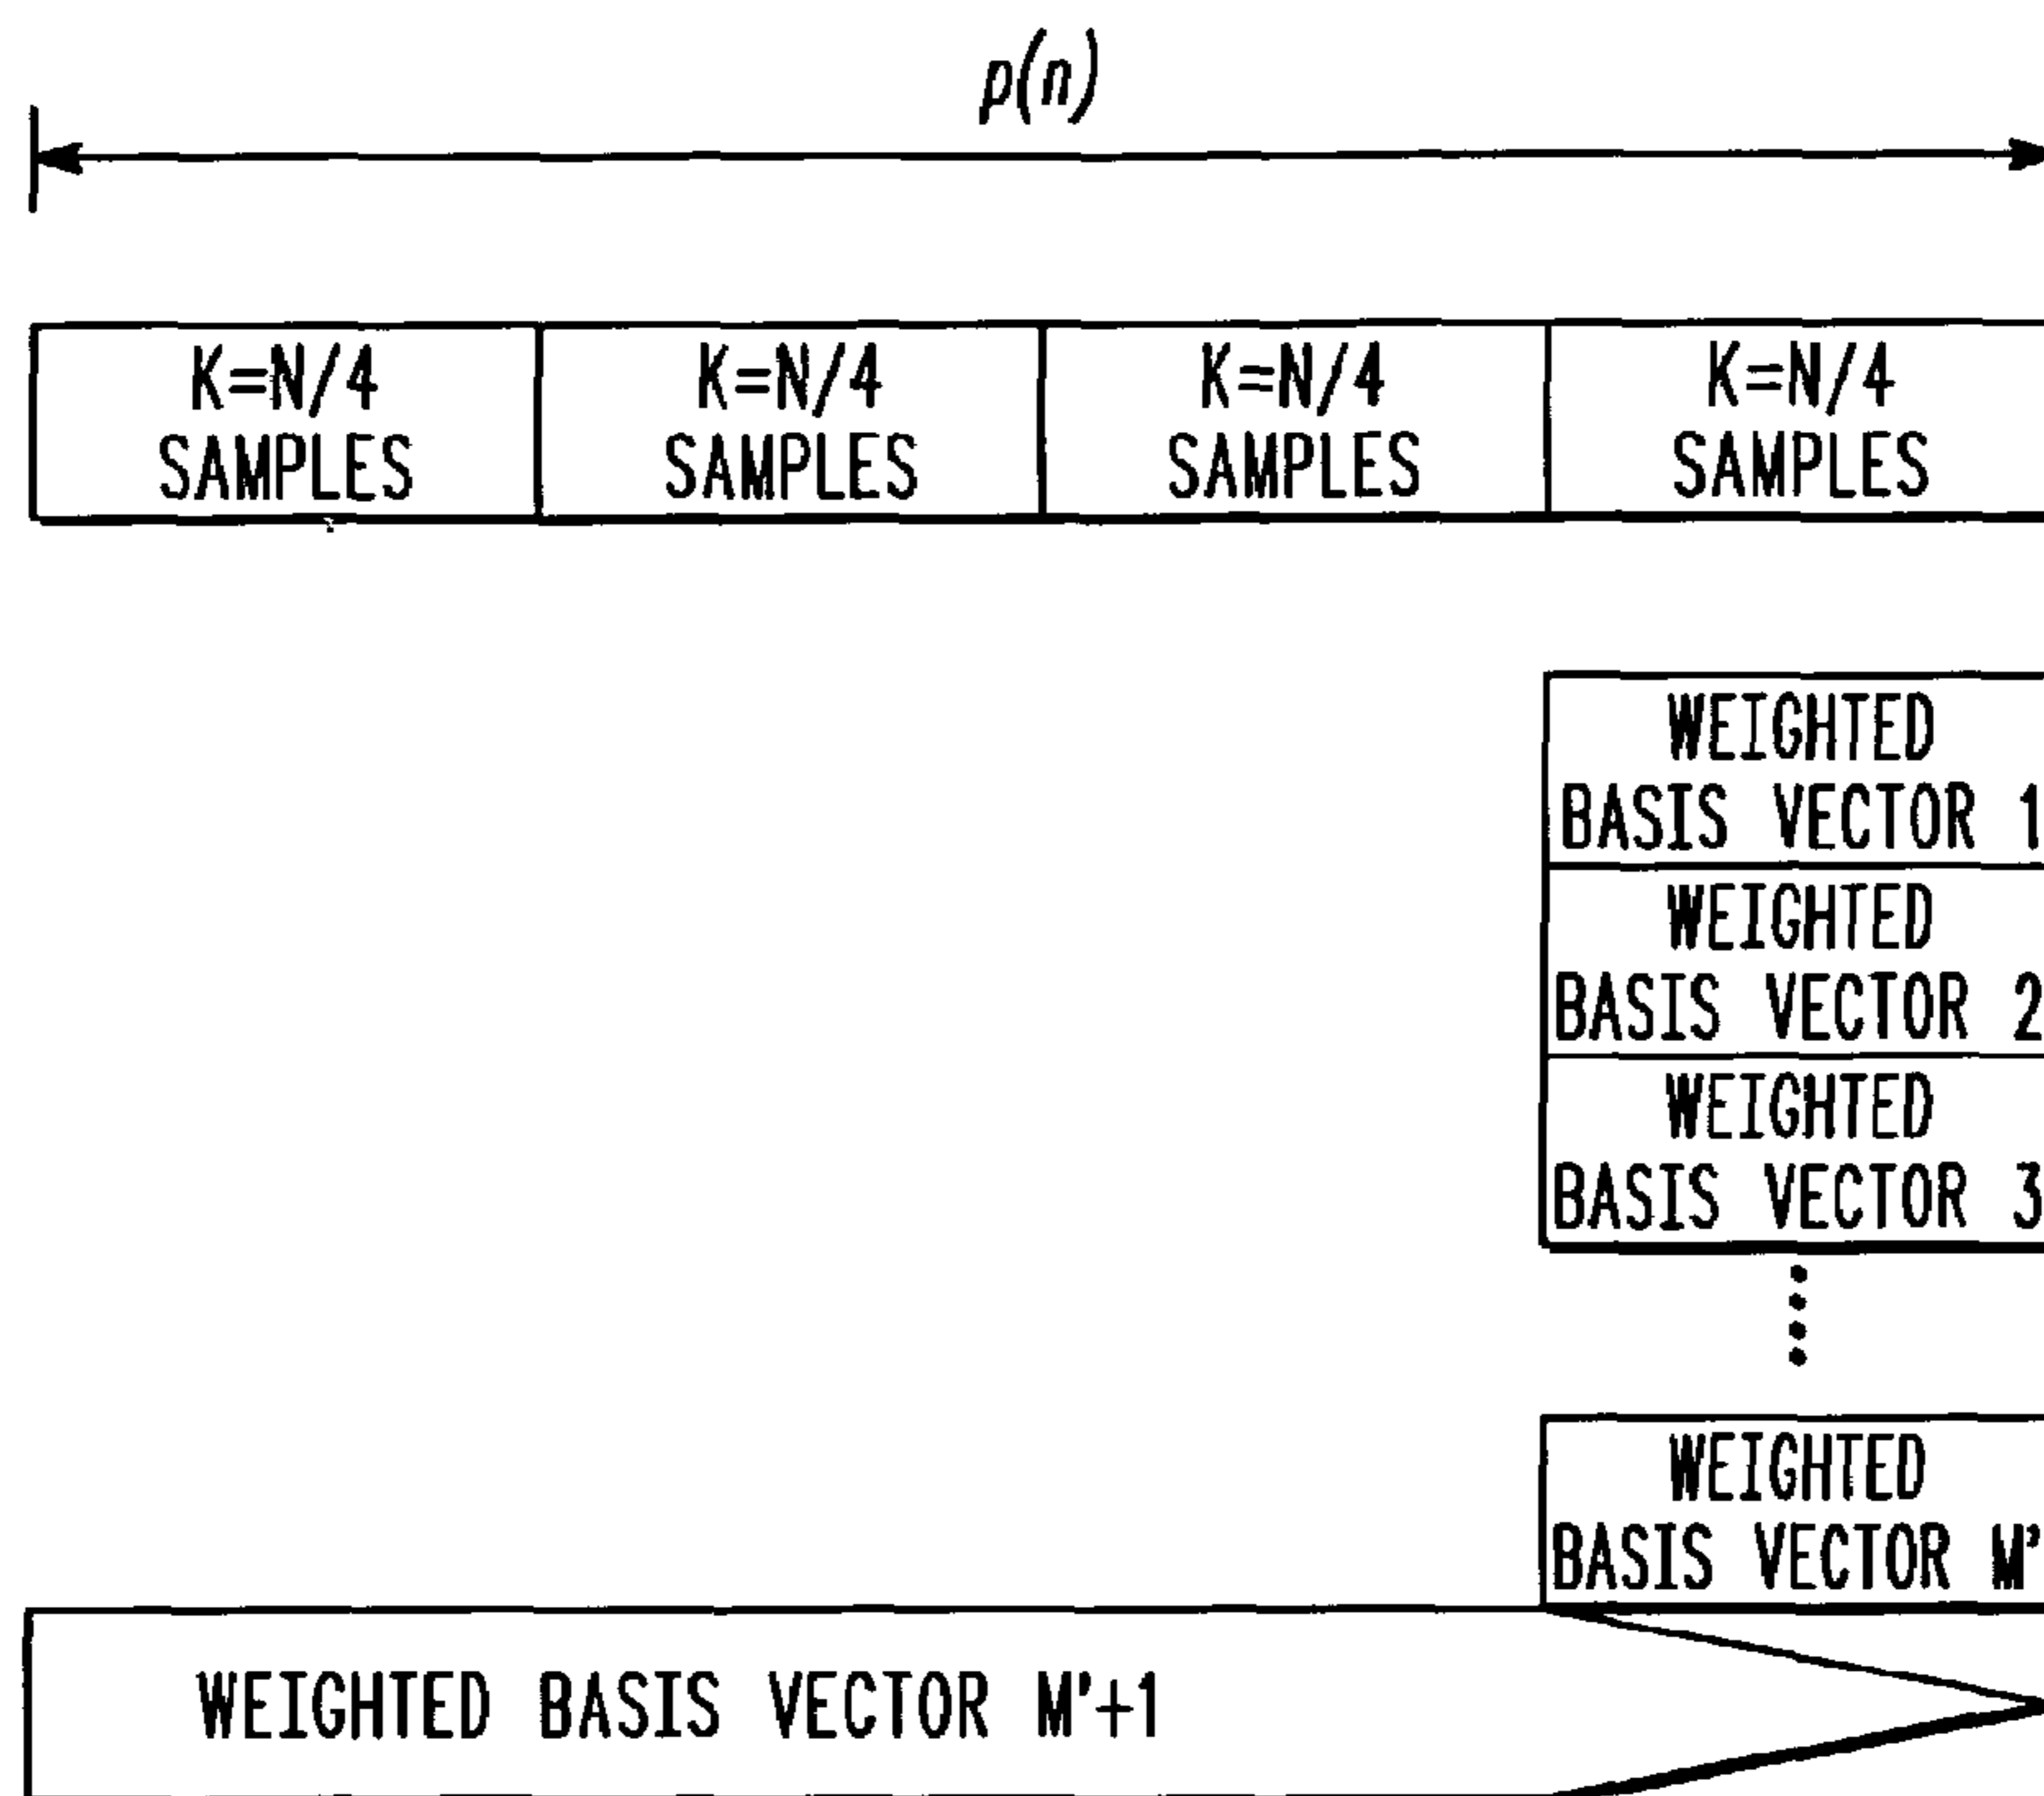 p(n)
K=N/4 K=N/4 K=N/4 K=N/4
SAMPLES SAMPLES SAMPLES SAMPLES
WEIGHTED
BASIS VECTOR 1
WEIGHTED
BASIS VECTOR 2
WEIGHTED
BASIS VECTOR 3
WEIGHTED
BASIS VECTOR M'
WEIGHTED BASIS VECTOR M'+1